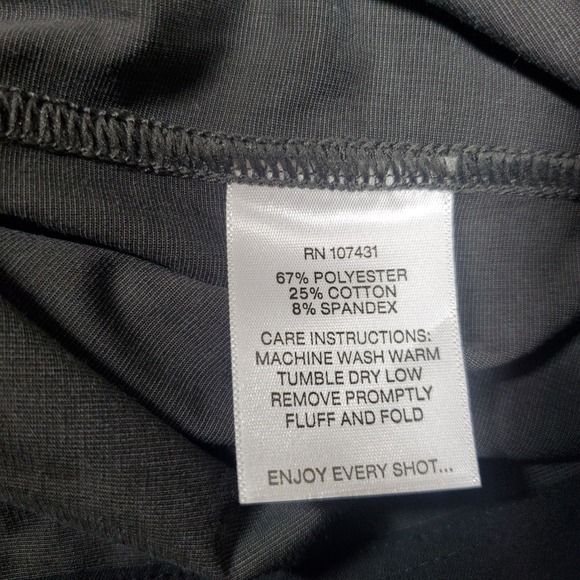 RN 107431
67% POLYESTER
25% COTTON
8% SPANDEX
CARE INSTRUCTIONS:
MACHINE WASH WARM
TUMBLE DRY LOW
REMOVE PROMPTLY
FLUFF AND FOLD
ENJOY EVERY SHOT...